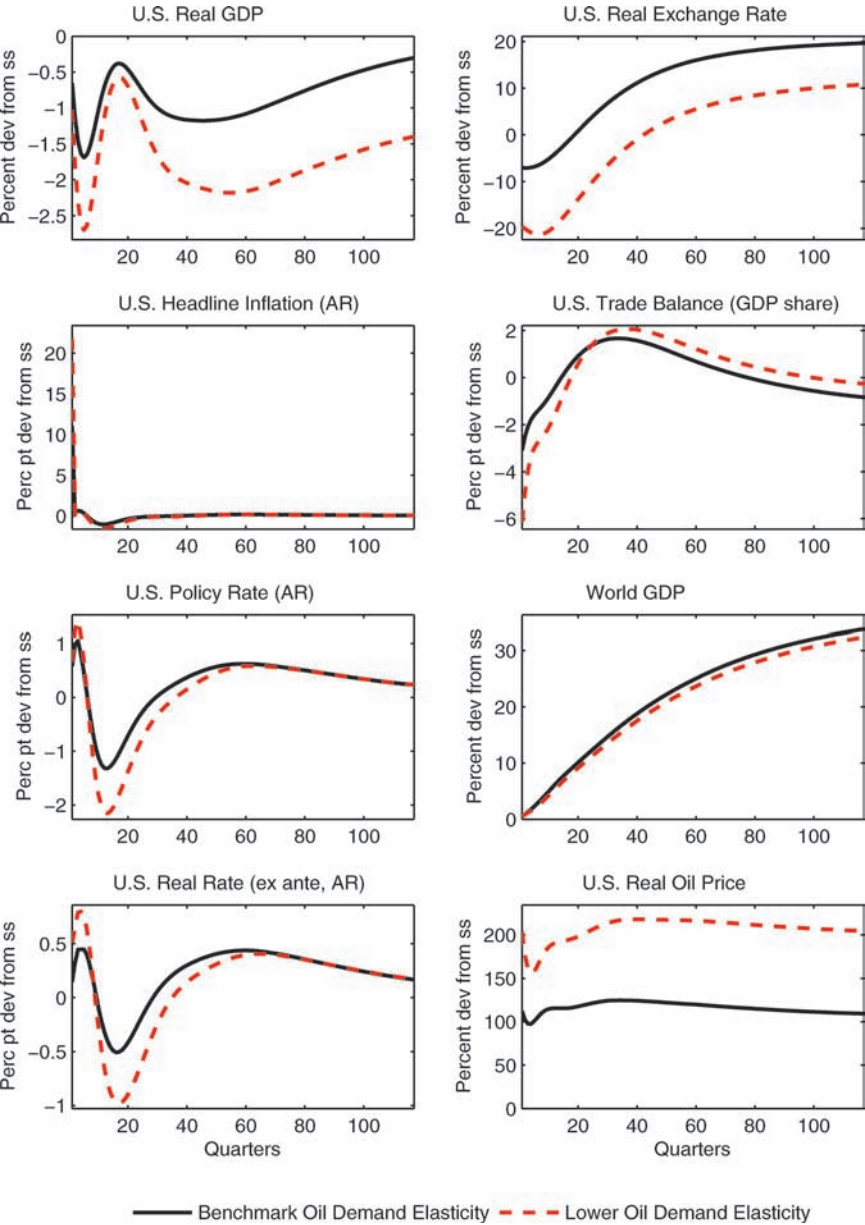 U.S. Real GDP
Percent dev from ss
0
−0.5
−1
−1.5
−2
−2.5
20 40 60 80 100
U.S. Real Exchange Rate
Percent dev from ss
20
10
0
−10
−20
20 40 60 80 100
U.S. Headline Inflation (AR)
Perc pt dev from ss
20
15
10
5
0
20 40 60 80 100
U.S. Trade Balance (GDP share)
Perc pt dev from ss
2
0
−2
−4
−6
20 40 60 80 100
U.S. Policy Rate (AR)
Perc pt dev from ss
1
0
−1
−2
20 40 60 80 100
World GDP
Percent dev from ss
30
20
10
0
20 40 60 80 100
U.S. Real Rate (ex ante, AR)
Perc pt dev from ss
0.5
0
−0.5
−1
20 40 60 80 100
Quarters
U.S. Real Oil Price
Percent dev from ss
200
150
100
50
0
20 40 60 80 100
Quarters
Benchmark Oil Demand Elasticity Lower Oil Demand Elasticity